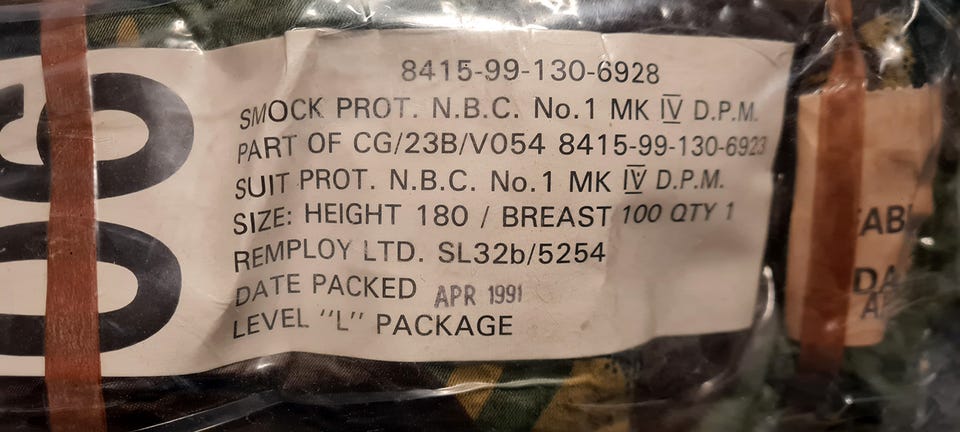 8415-99-130-6928
SMOCK PROT. N.B.C. No.1 MK IV D.P.M.
PART OF CG/23B/V054 8415-99-130-6923
SUIT PROT. N.B.C. No.1 MK IV D.P.M.
SIZE: HEIGHT 180 / BREAST 100 QTY 1
REMPLOY LTD. SL32b/5254
DATE PACKED APR 1991
LEVEL "L" PACKAGE